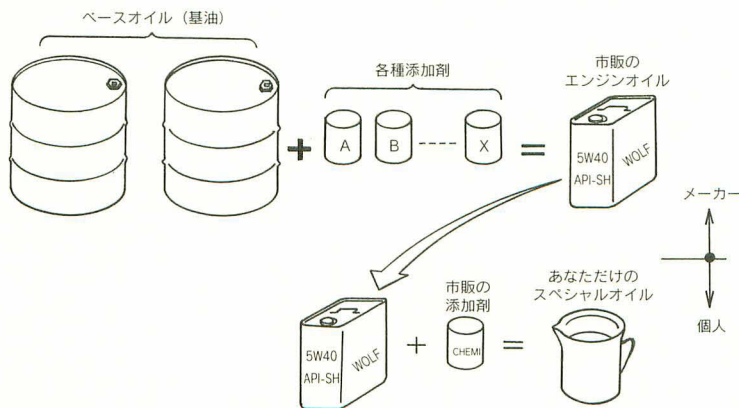 ベースオイル（基油）
各種添加剤
市販の
エンジンオイル
A
B
X
5W40
API-SH
WOLF
メーカー
個人
市販の
添加剤
あなただけの
スペシャルオイル
5W40
API-SH
WOLF
CHEMI